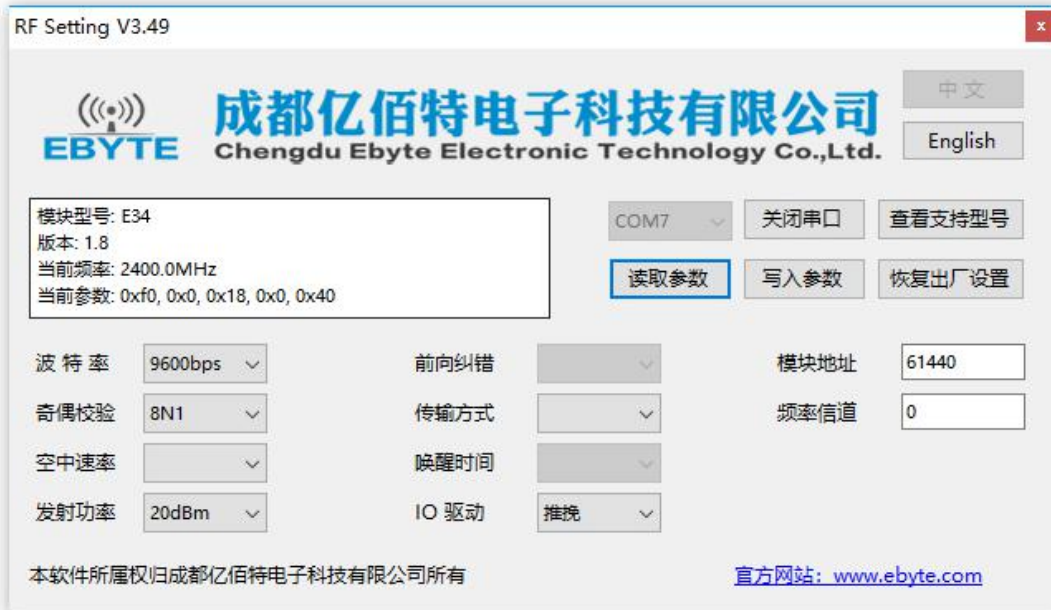 RF Setting V3.49
x
EBYTE
成都亿佰特电子科技有限公司
Chengdu Ebyte Electronic Technology Co.,Ltd.
中文
English
模块型号: E34
版本: 1.8
当前频率: 2400.0MHz
当前参数: 0xf0, 0x0, 0x18, 0x0, 0x40
COM7 关闭串口 查看支持型号
读取参数 写入参数 恢复出厂设置
波特率 9600bps 前向纠错 模块地址 61440
奇偶校验 8N1 传输方式 频率信道 0
空中速率 唤醒时间
发射功率 20dBm IO 驱动 推挽
本软件所属权归成都亿佰特电子科技有限公司所有 官方网站：www.ebyte.com